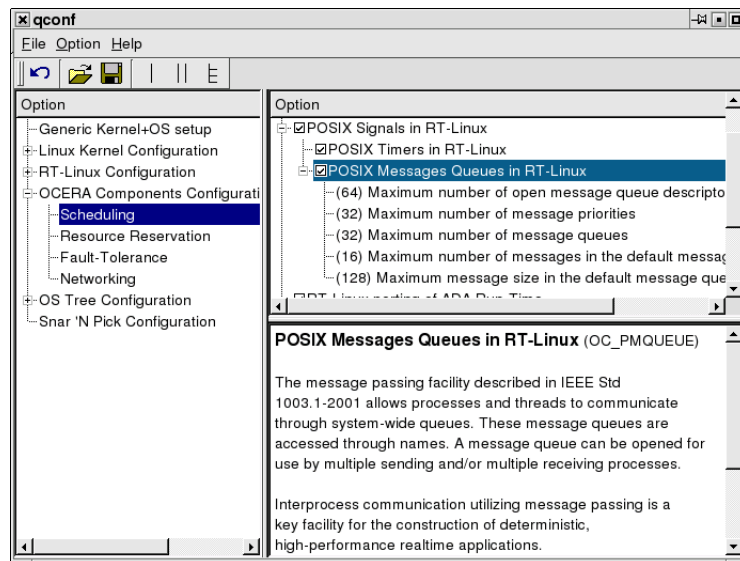 qconf
File Option Help
Option
Generic Kernel+OS setup
Linux Kernel Configuration
RT-Linux Configuration
OCERA Components Configurati
Scheduling
Resource Reservation
Fault-Tolerance
Networking
OS Tree Configuration
Snar 'N Pick Configuration
Option
POSIX Signals in RT-Linux
POSIX Timers in RT-Linux
POSIX Messages Queues in RT-Linux
(64) Maximum number of open message queue descripto
(32) Maximum number of message priorities
(32) Maximum number of message queues
(16) Maximum number of messages in the default messag
(128) Maximum message size in the default message que
RT-Linux porting of ADA Run-Time
POSIX Messages Queues in RT-Linux (OC_PMQUEUE)
The message passing facility described in IEEE Std
1003.1-2001 allows processes and threads to communicate
through system-wide queues. These message queues are
accessed through names. A message queue can be opened for
use by multiple sending and/or multiple receiving processes.
Interprocess communication utilizing message passing is a
key facility for the construction of deterministic,
high-performance realtime applications.